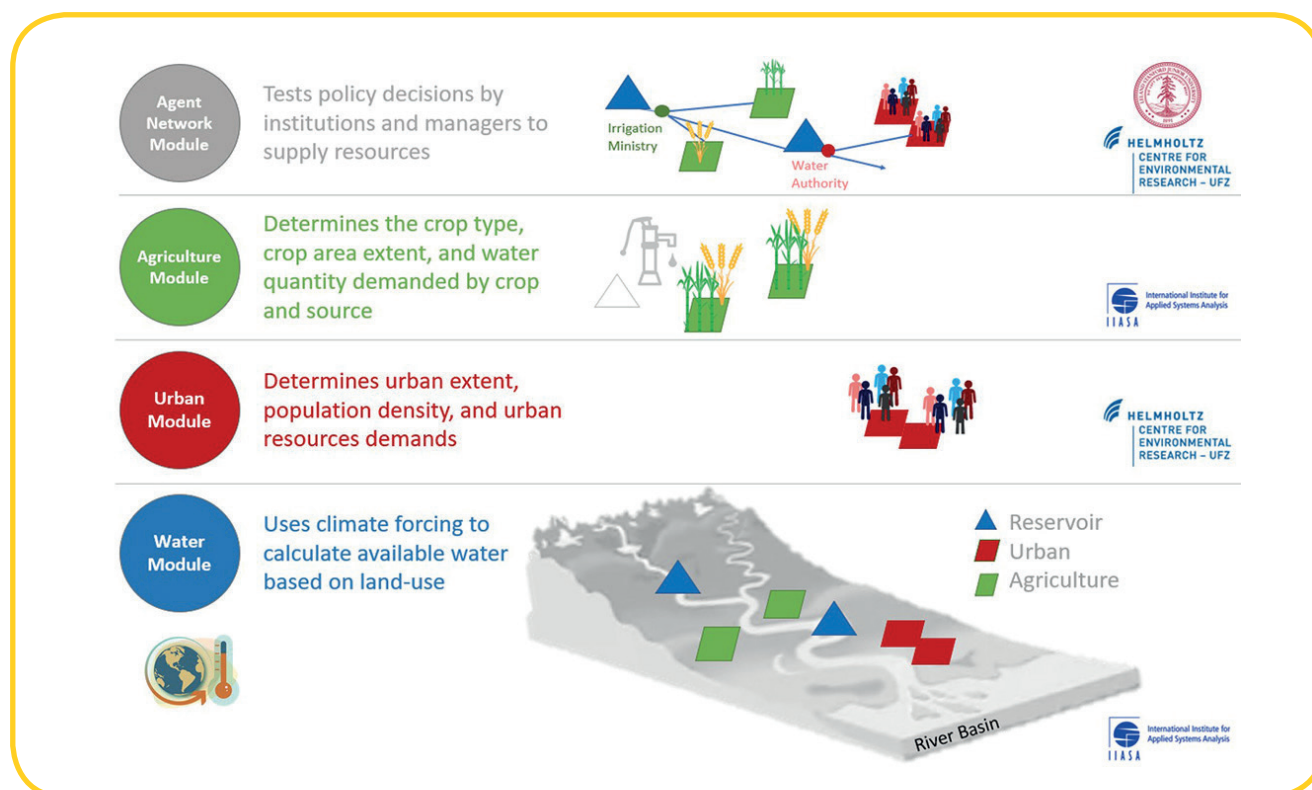 Agent
Network
Module
Tests policy decisions by
institutions and managers to
supply resources
Irrigation
Ministry
Water
Authority
HELMHOLTZ
CENTRE FOR
ENVIRONMENTAL
RESEARCH – UFZ
Agriculture
Module
Determines the crop type,
crop area extent, and water
quantity demanded by crop
and source
IIASA
International Institute for
Applied Systems Analysis
Urban
Module
Determines urban extent,
population density, and urban
resources demands
HELMHOLTZ
CENTRE FOR
ENVIRONMENTAL
RESEARCH – UFZ
Water
Module
Uses climate forcing to
calculate available water
based on land-use
Reservoir
Urban
Agriculture
River Basin
IIASA
International Institute for
Applied Systems Analysis